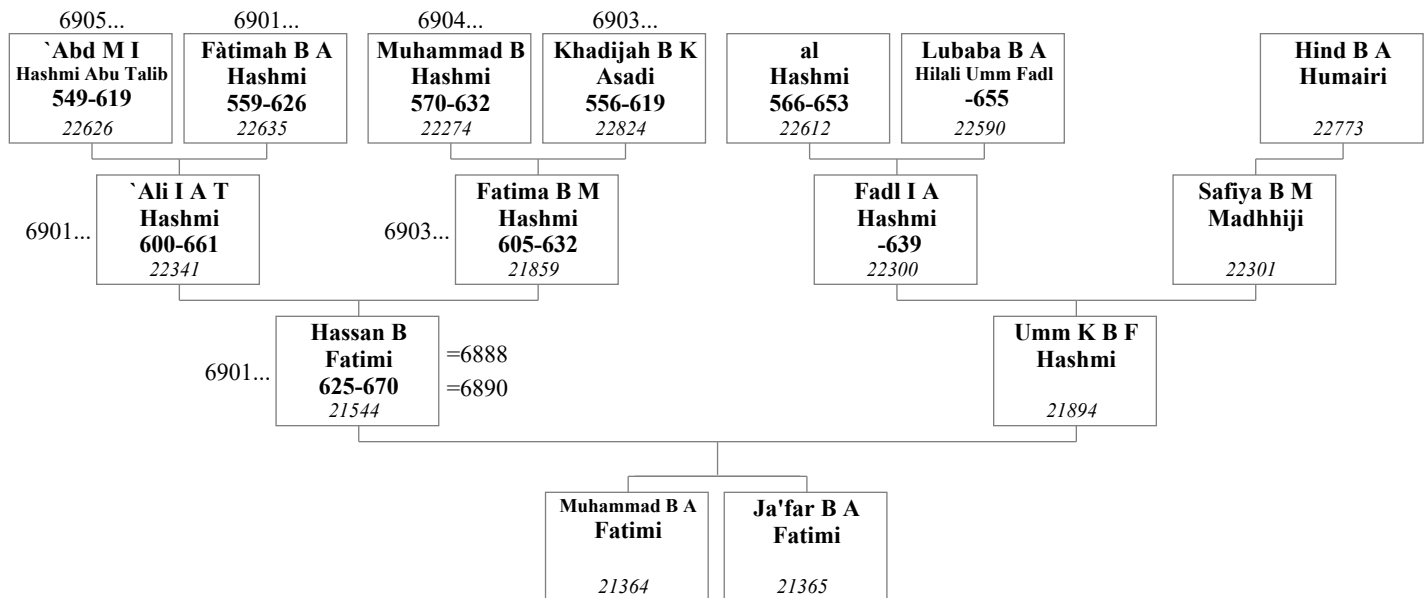 6905... 6901... 6904... 6903...
`Abd M I
Hashmi Abu Talib
549-619
22626
Fàtimah B A
Hashmi
559-626
22635
Muhammad B
Hashmi
570-632
22274
Khadijah B K
Asadi
556-619
22824
al
Hashmi
566-653
22612
Lubaba B A
Hilali Umm Fadl
-655
22590
Hind B A
Humairi
22773
6901...
`Ali I A T
Hashmi
600-661
22341
6903...
Fatima B M
Hashmi
605-632
21859
Fadl I A
Hashmi
-639
22300
Safiya B M
Madhhiji
22301
6901...
Hassan B
Fatimi
625-670
21544
=6888
=6890
Umm K B F
Hashmi
21894
Muhammad B A
Fatimi
21364
Ja'far B A
Fatimi
21365